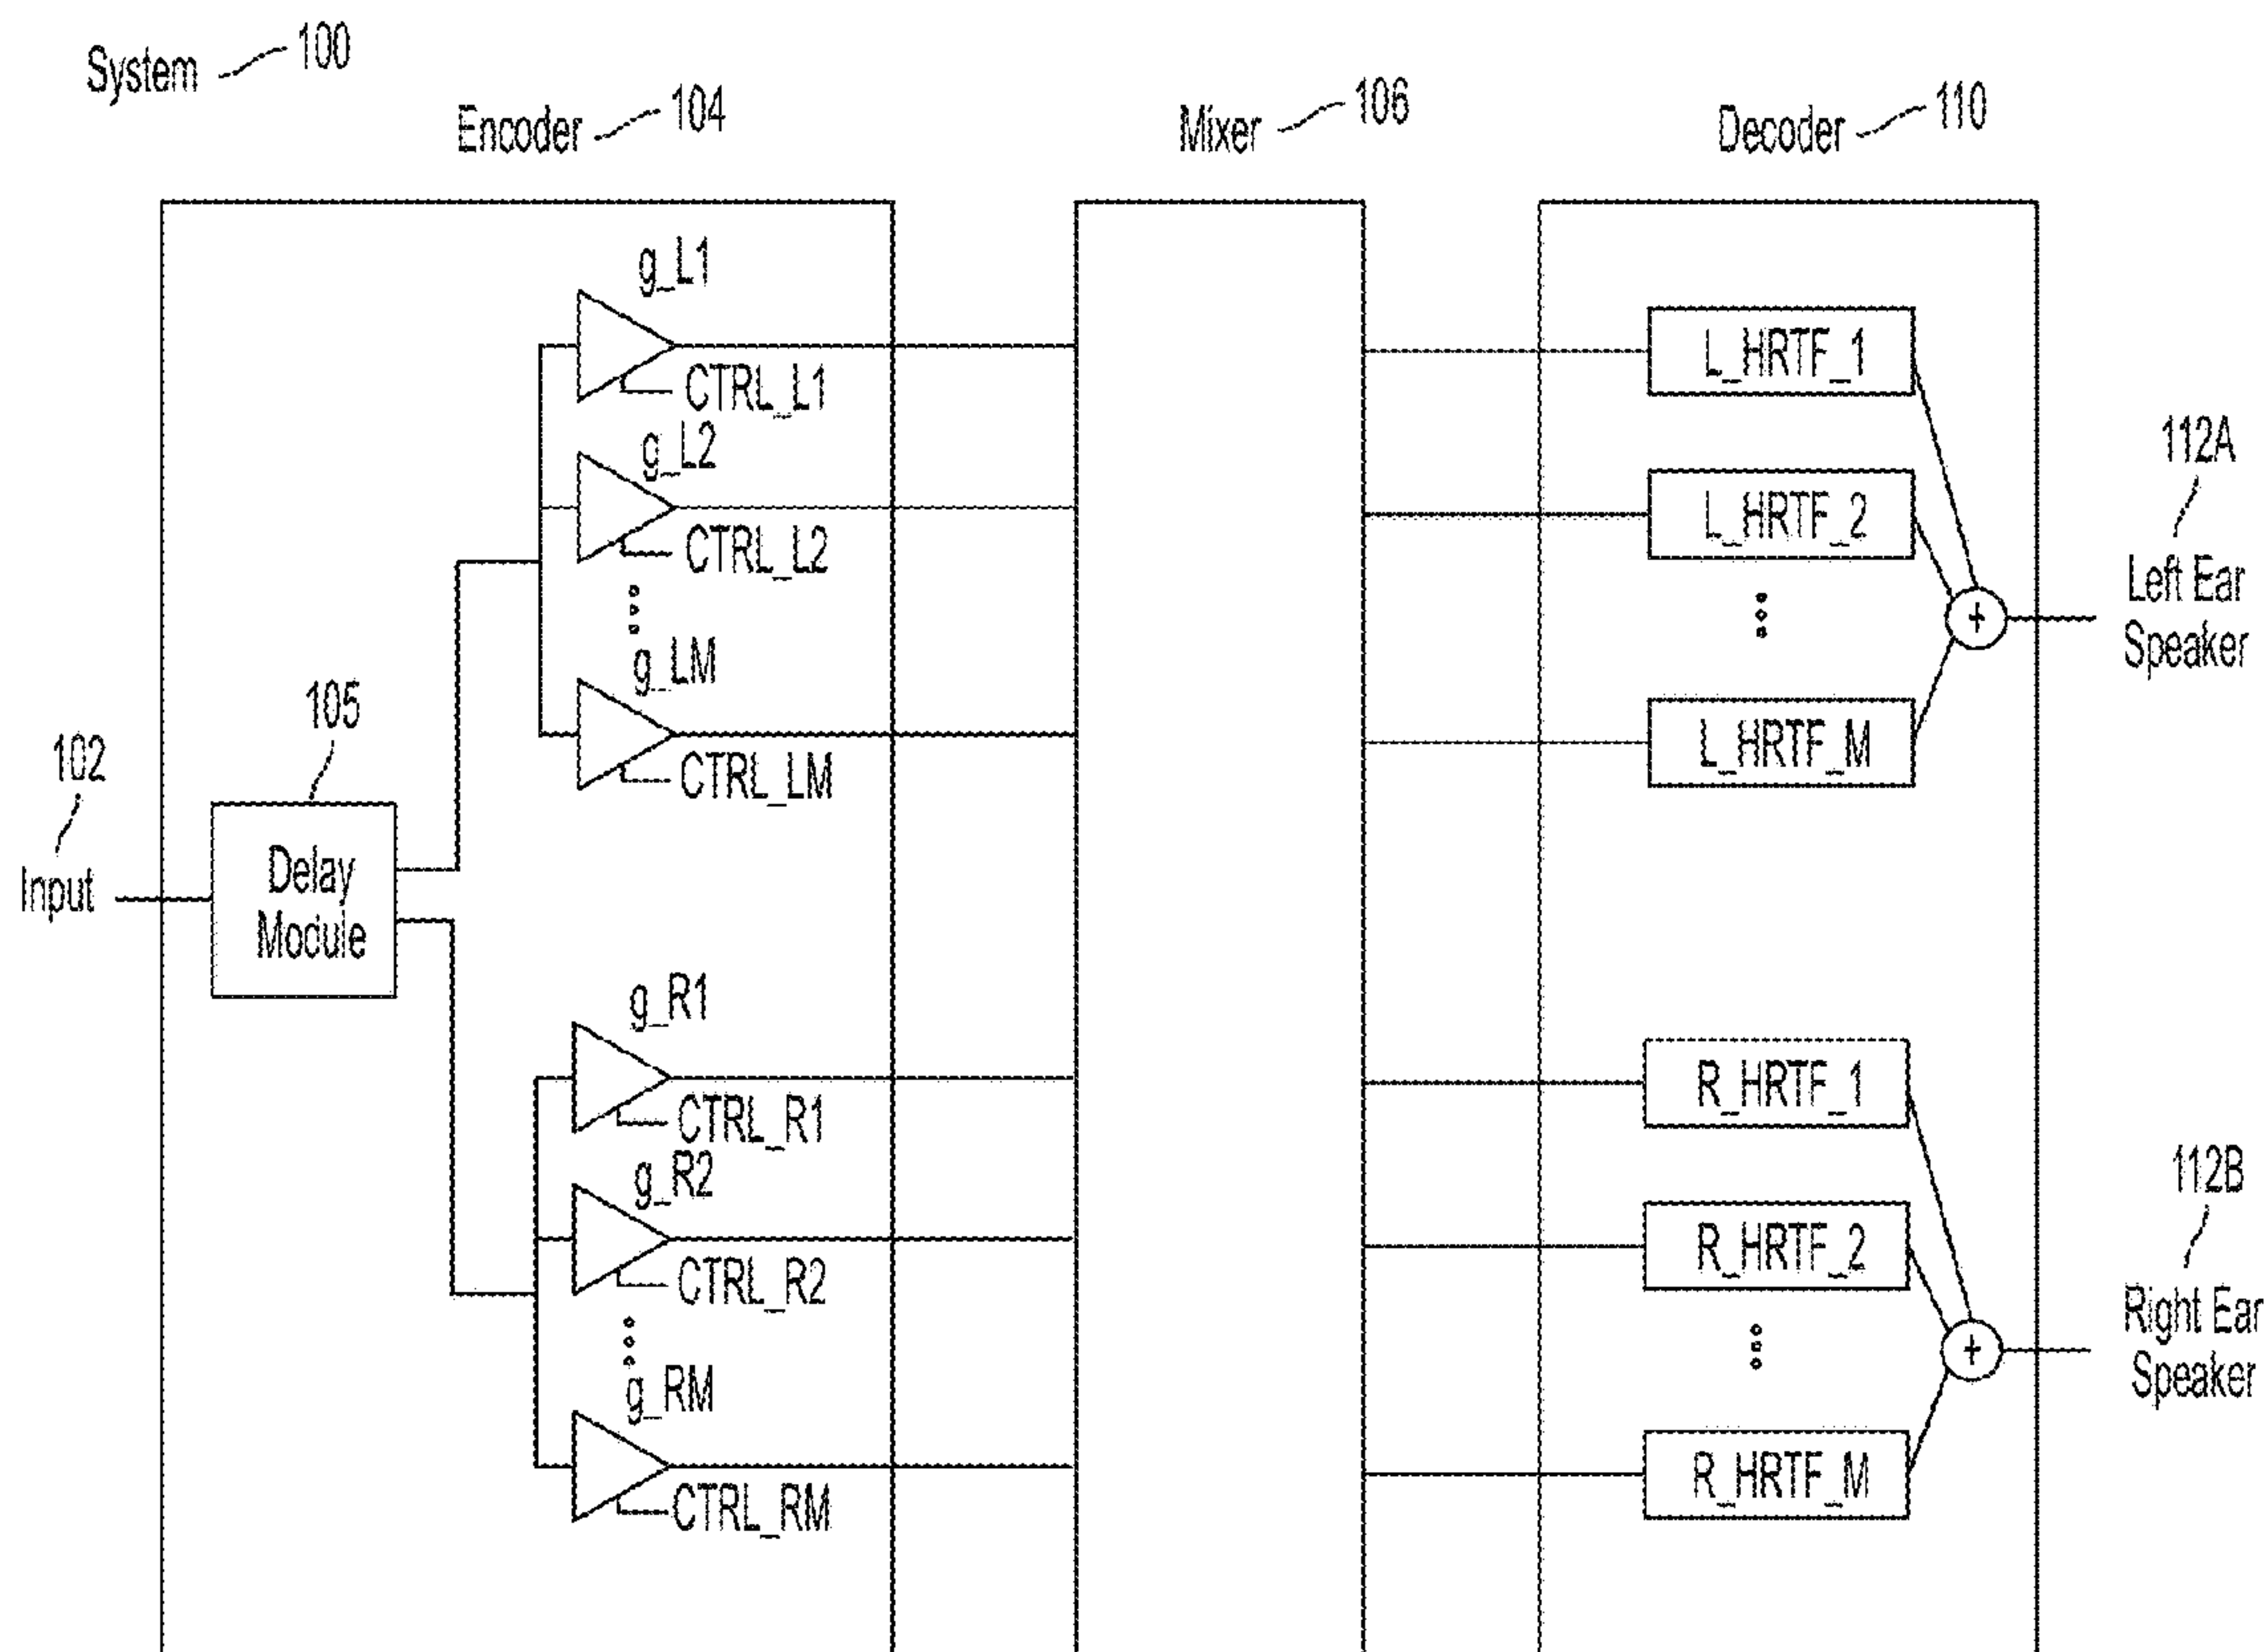 System 100
Encoder 104
Mixer 106
Decoder 110
g_L1
CTRL_L1
g_L2
CTRL_L2
g_LM
CTRL_LM
102
Input
105
Delay
Module
g_R1
CTRL_R1
g_R2
CTRL_R2
g_RM
CTRL_RM
L_HRTF_1
L_HRTF_2
L_HRTF_M
+
112A
Left Ear
Speaker
R_HRTF_1
R_HRTF_2
R_HRTF_M
+
112B
Right Ear
Speaker